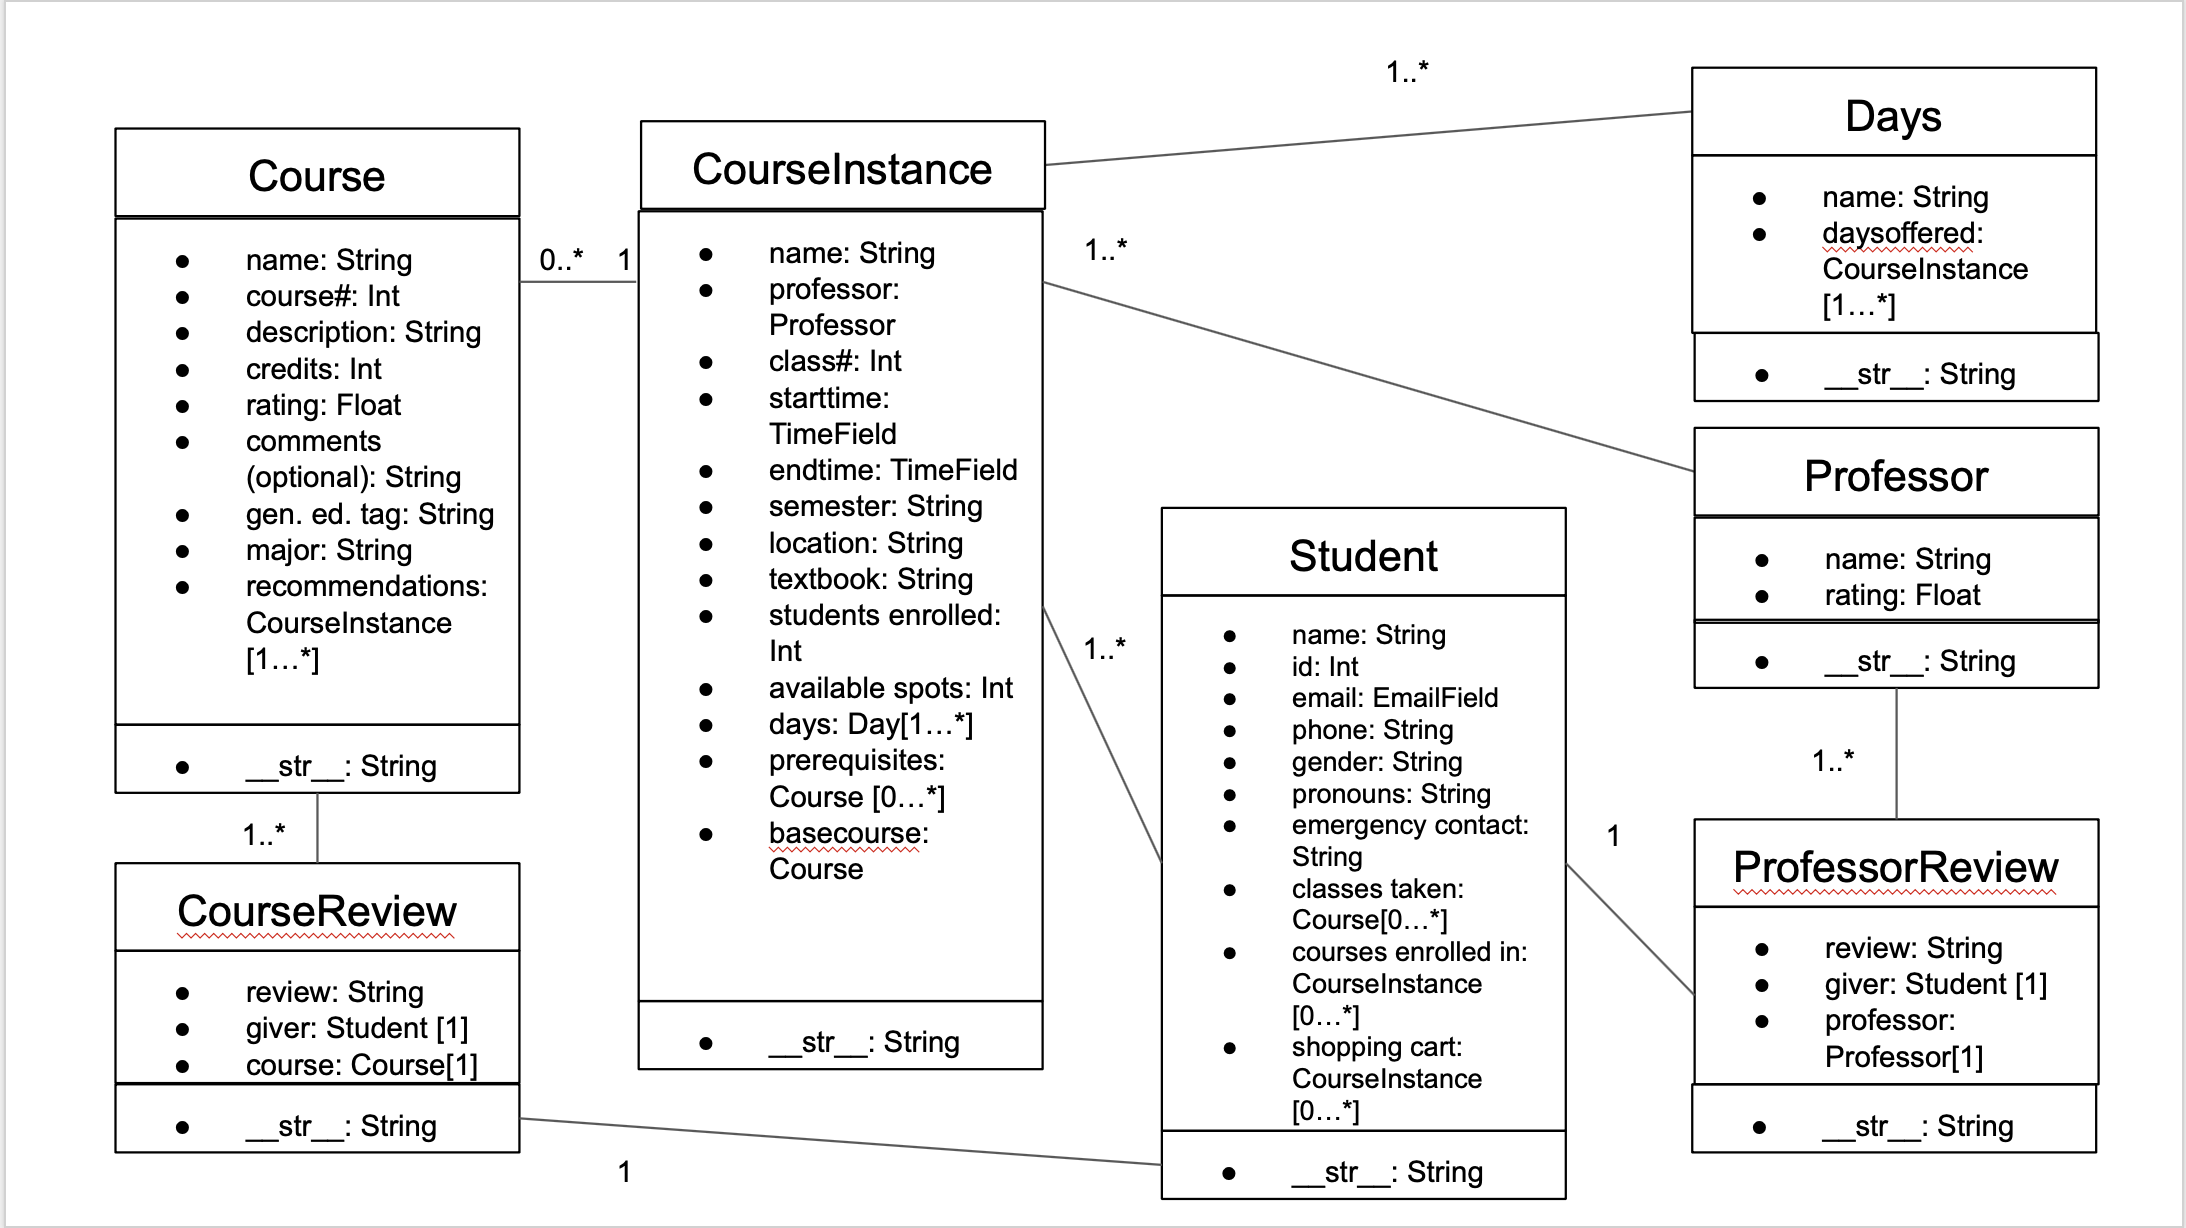 Course
name: String
course#: Int
description: String
credits: Int
rating: Float
comments
(optional): String
gen. ed. tag: String
major: String
recommendations:
CourseInstance
[1...*]
__str__: String
0..*
1
1..*
CourseReview
review: String
giver: Student [1]
course: Course[1]
__str__: String
1
CourseInstance
name: String
professor:
Professor
class#: Int
starttime:
TimeField
endtime: TimeField
semester: String
location: String
textbook: String
students enrolled:
Int
available spots: Int
days: Day[1...*]
prerequisites:
Course [0...*]
basecourse:
Course
__str__: String
1..*
1..*
1..*
Student
name: String
id: Int
email: EmailField
phone: String
gender: String
pronouns: String
emergency contact:
String
classes taken:
Course[0...*]
courses enrolled in:
CourseInstance
[0...*]
shopping cart:
CourseInstance
[0...*]
__str__: String
1
Days
name: String
daysoffered:
CourseInstance
[1...*]
__str__: String
Professor
name: String
rating: Float
__str__: String
1..*
ProfessorReview
review: String
giver: Student [1]
professor:
Professor[1]
__str__: String